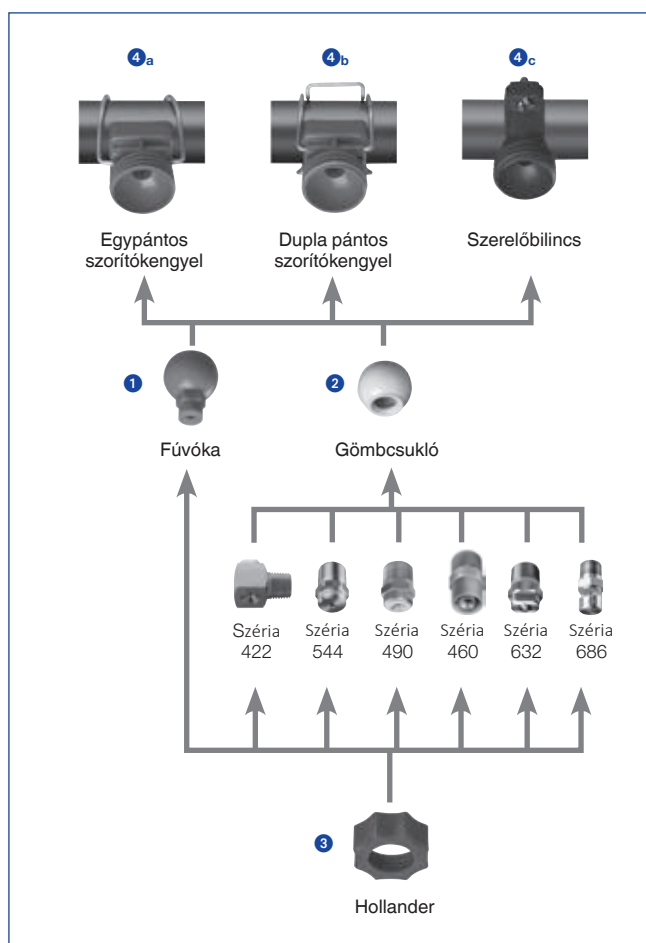 4a 4b 4c
Egypántos
szorítókengyel
Dupla pántos
szorítókengyel
Szerelőbilincs
1 2
Fúvóka Gömbcsukló
Széria
422
Széria
544
Széria
490
Széria
460
Széria
632
Széria
686
3
Hollander